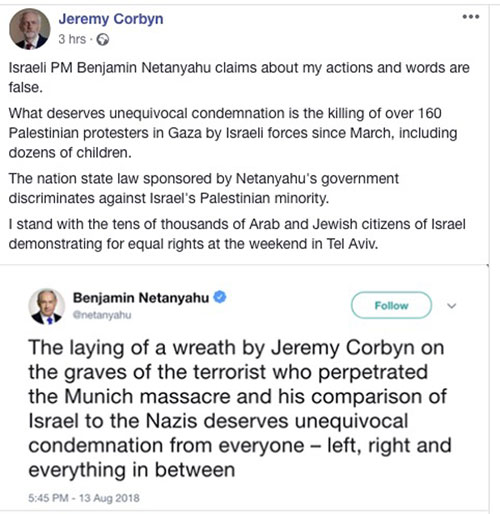 Jeremy Corbyn
3 hrs ·
Israeli PM Benjamin Netanyahu claims about my actions and words are
false.
What deserves unequivocal condemnation is the killing of over 160
Palestinian protesters in Gaza by Israeli forces since March, including
dozens of children.
The nation state law sponsored by Netanyahu's government
discriminates against Israel's Palestinian minority.
I stand with the tens of thousands of Arab and Jewish citizens of Israel
demonstrating for equal rights at the weekend in Tel Aviv.
Benjamin Netanyahu
@netanyahu
Follow
The laying of a wreath by Jeremy Corbyn on
the graves of the terrorist who perpetrated
the Munich massacre and his comparison of
Israel to the Nazis deserves unequivocal
condemnation from everyone – left, right and
everything in between
5:45 PM - 13 Aug 2018